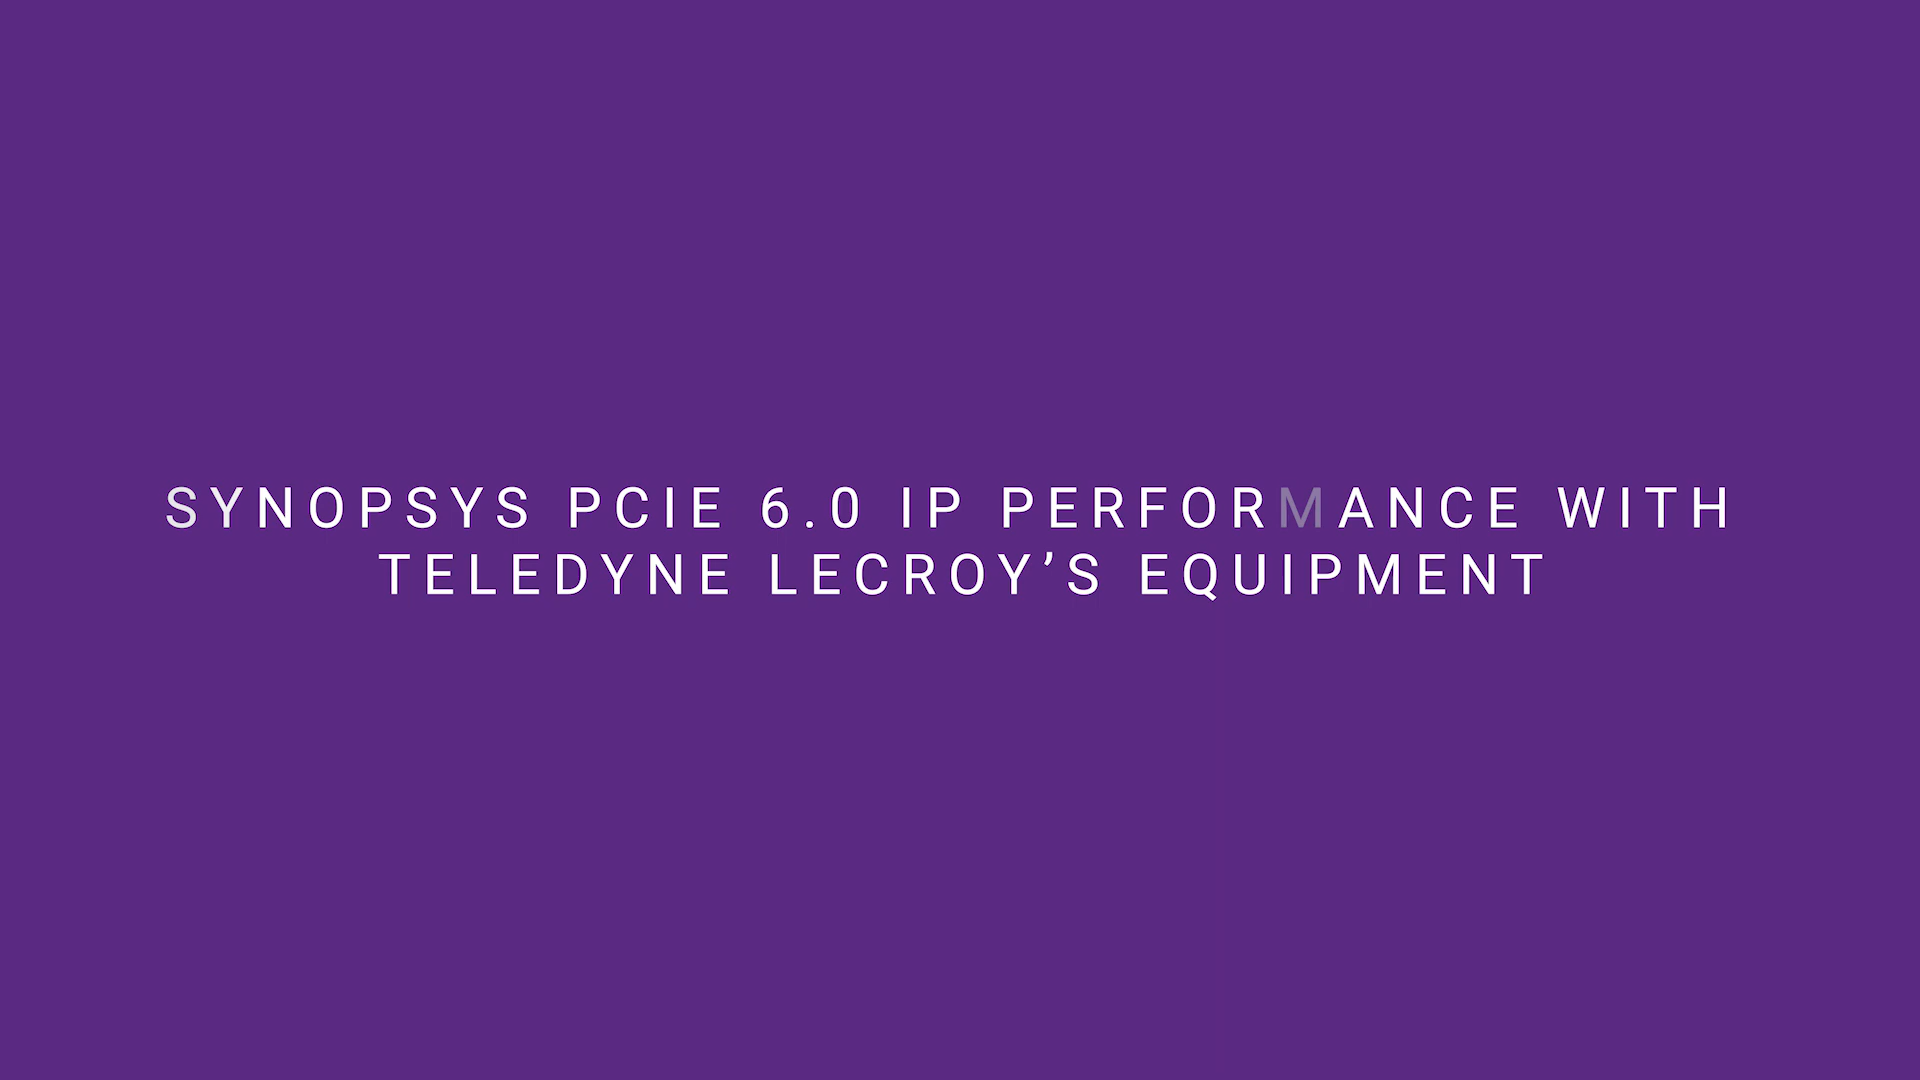 SYNOPSYS PCIE 6.0 IP PERFORMANCE WITH
TELEDYNE LECROY’S EQUIPMENT